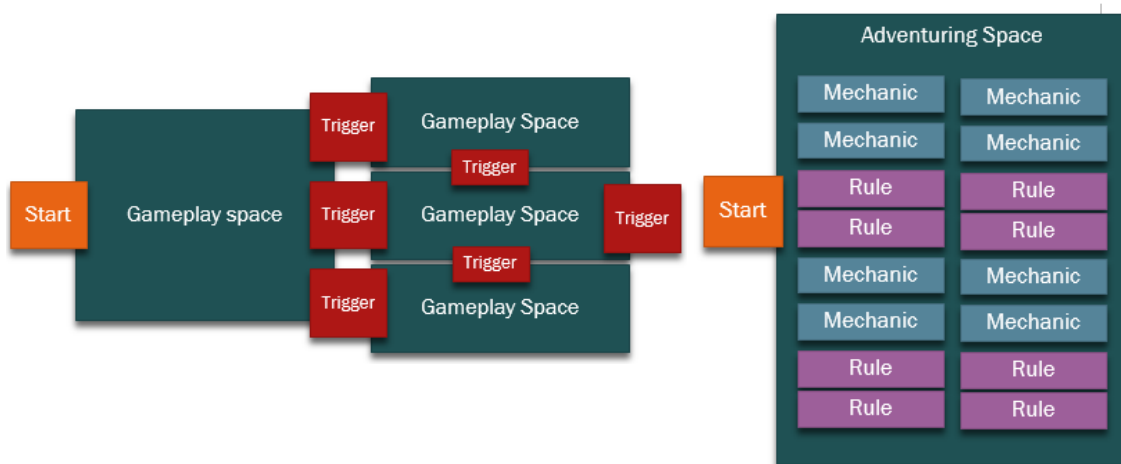 Start
Gameplay space
Trigger
Trigger
Trigger
Gameplay Space
Trigger
Gameplay Space
Trigger
Gameplay Space
Trigger
Start
Adventuring Space
Mechanic
Mechanic
Mechanic
Mechanic
Rule
Rule
Rule
Rule
Mechanic
Mechanic
Mechanic
Mechanic
Rule
Rule
Rule
Rule